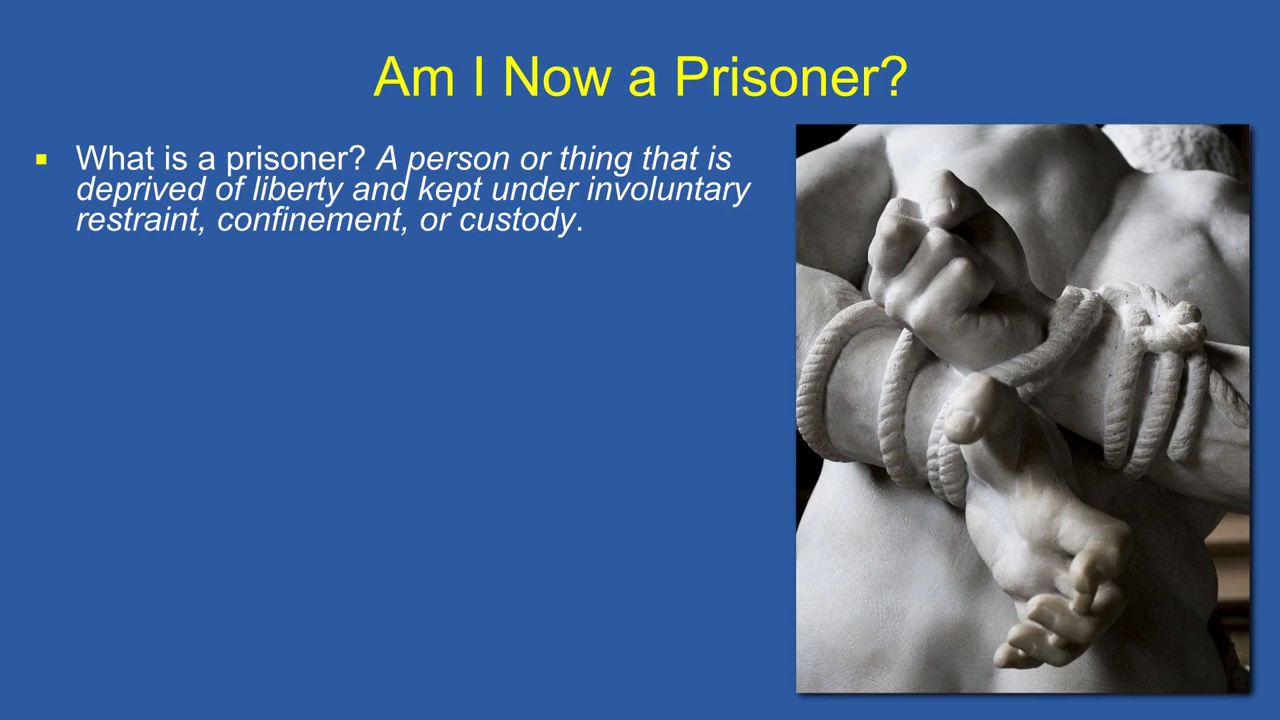 Am I Now a Prisoner?
What is a prisoner? A person or thing that is
deprived of liberty and kept under involuntary
restraint, confinement, or custody.